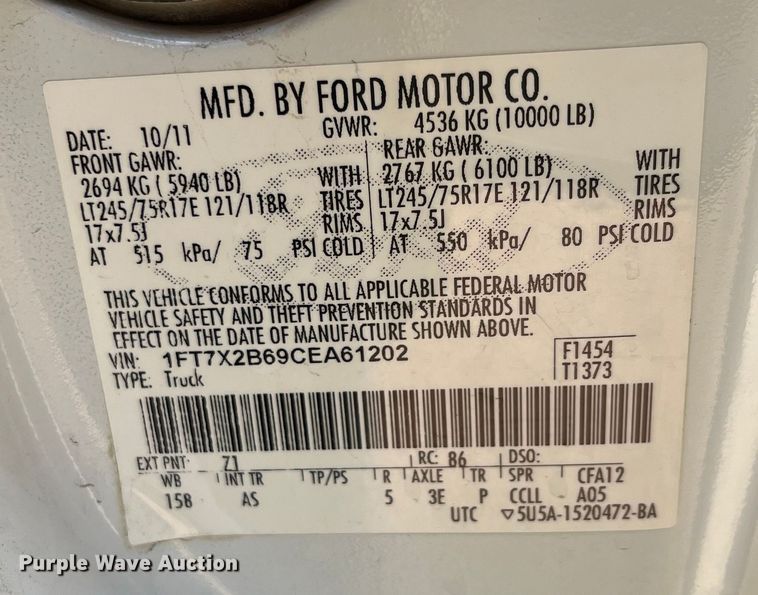 MFD. BY FORD MOTOR CO.
DATE: 10/11 GVWR: 4536 KG (10000 LB)
FRONT GAWR: REAR GAWR:
2694 KG ( 5940 LB) WITH 2767 KG ( 6100 LB) WITH
LT245/75R17E 121/118R TIRES LT245/75R17E 121/118R TIRES
17x7.5J RIMS 17x7.5J RIMS
AT 515 kPa/ 75 PSI COLD AT 550 kPa/ 80 PSI COLD
THIS VEHICLE CONFORMS TO ALL APPLICABLE FEDERAL MOTOR
VEHICLE SAFETY AND THEFT PREVENTION STANDARDS IN
EFFECT ON THE DATE OF MANUFACTURE SHOWN ABOVE.
VIN: 1FT7X2B69CEA61202 F1454
TYPE: Truck T1373
EXT PNT: Z1 RC: 86 DSO:
WB INT TR TP/PS R AXLE TR SPR CFA12
158 AS 5 3E P CCLL A05
UTC ▽5U5A-1520472-BA
Purple Wave Auction